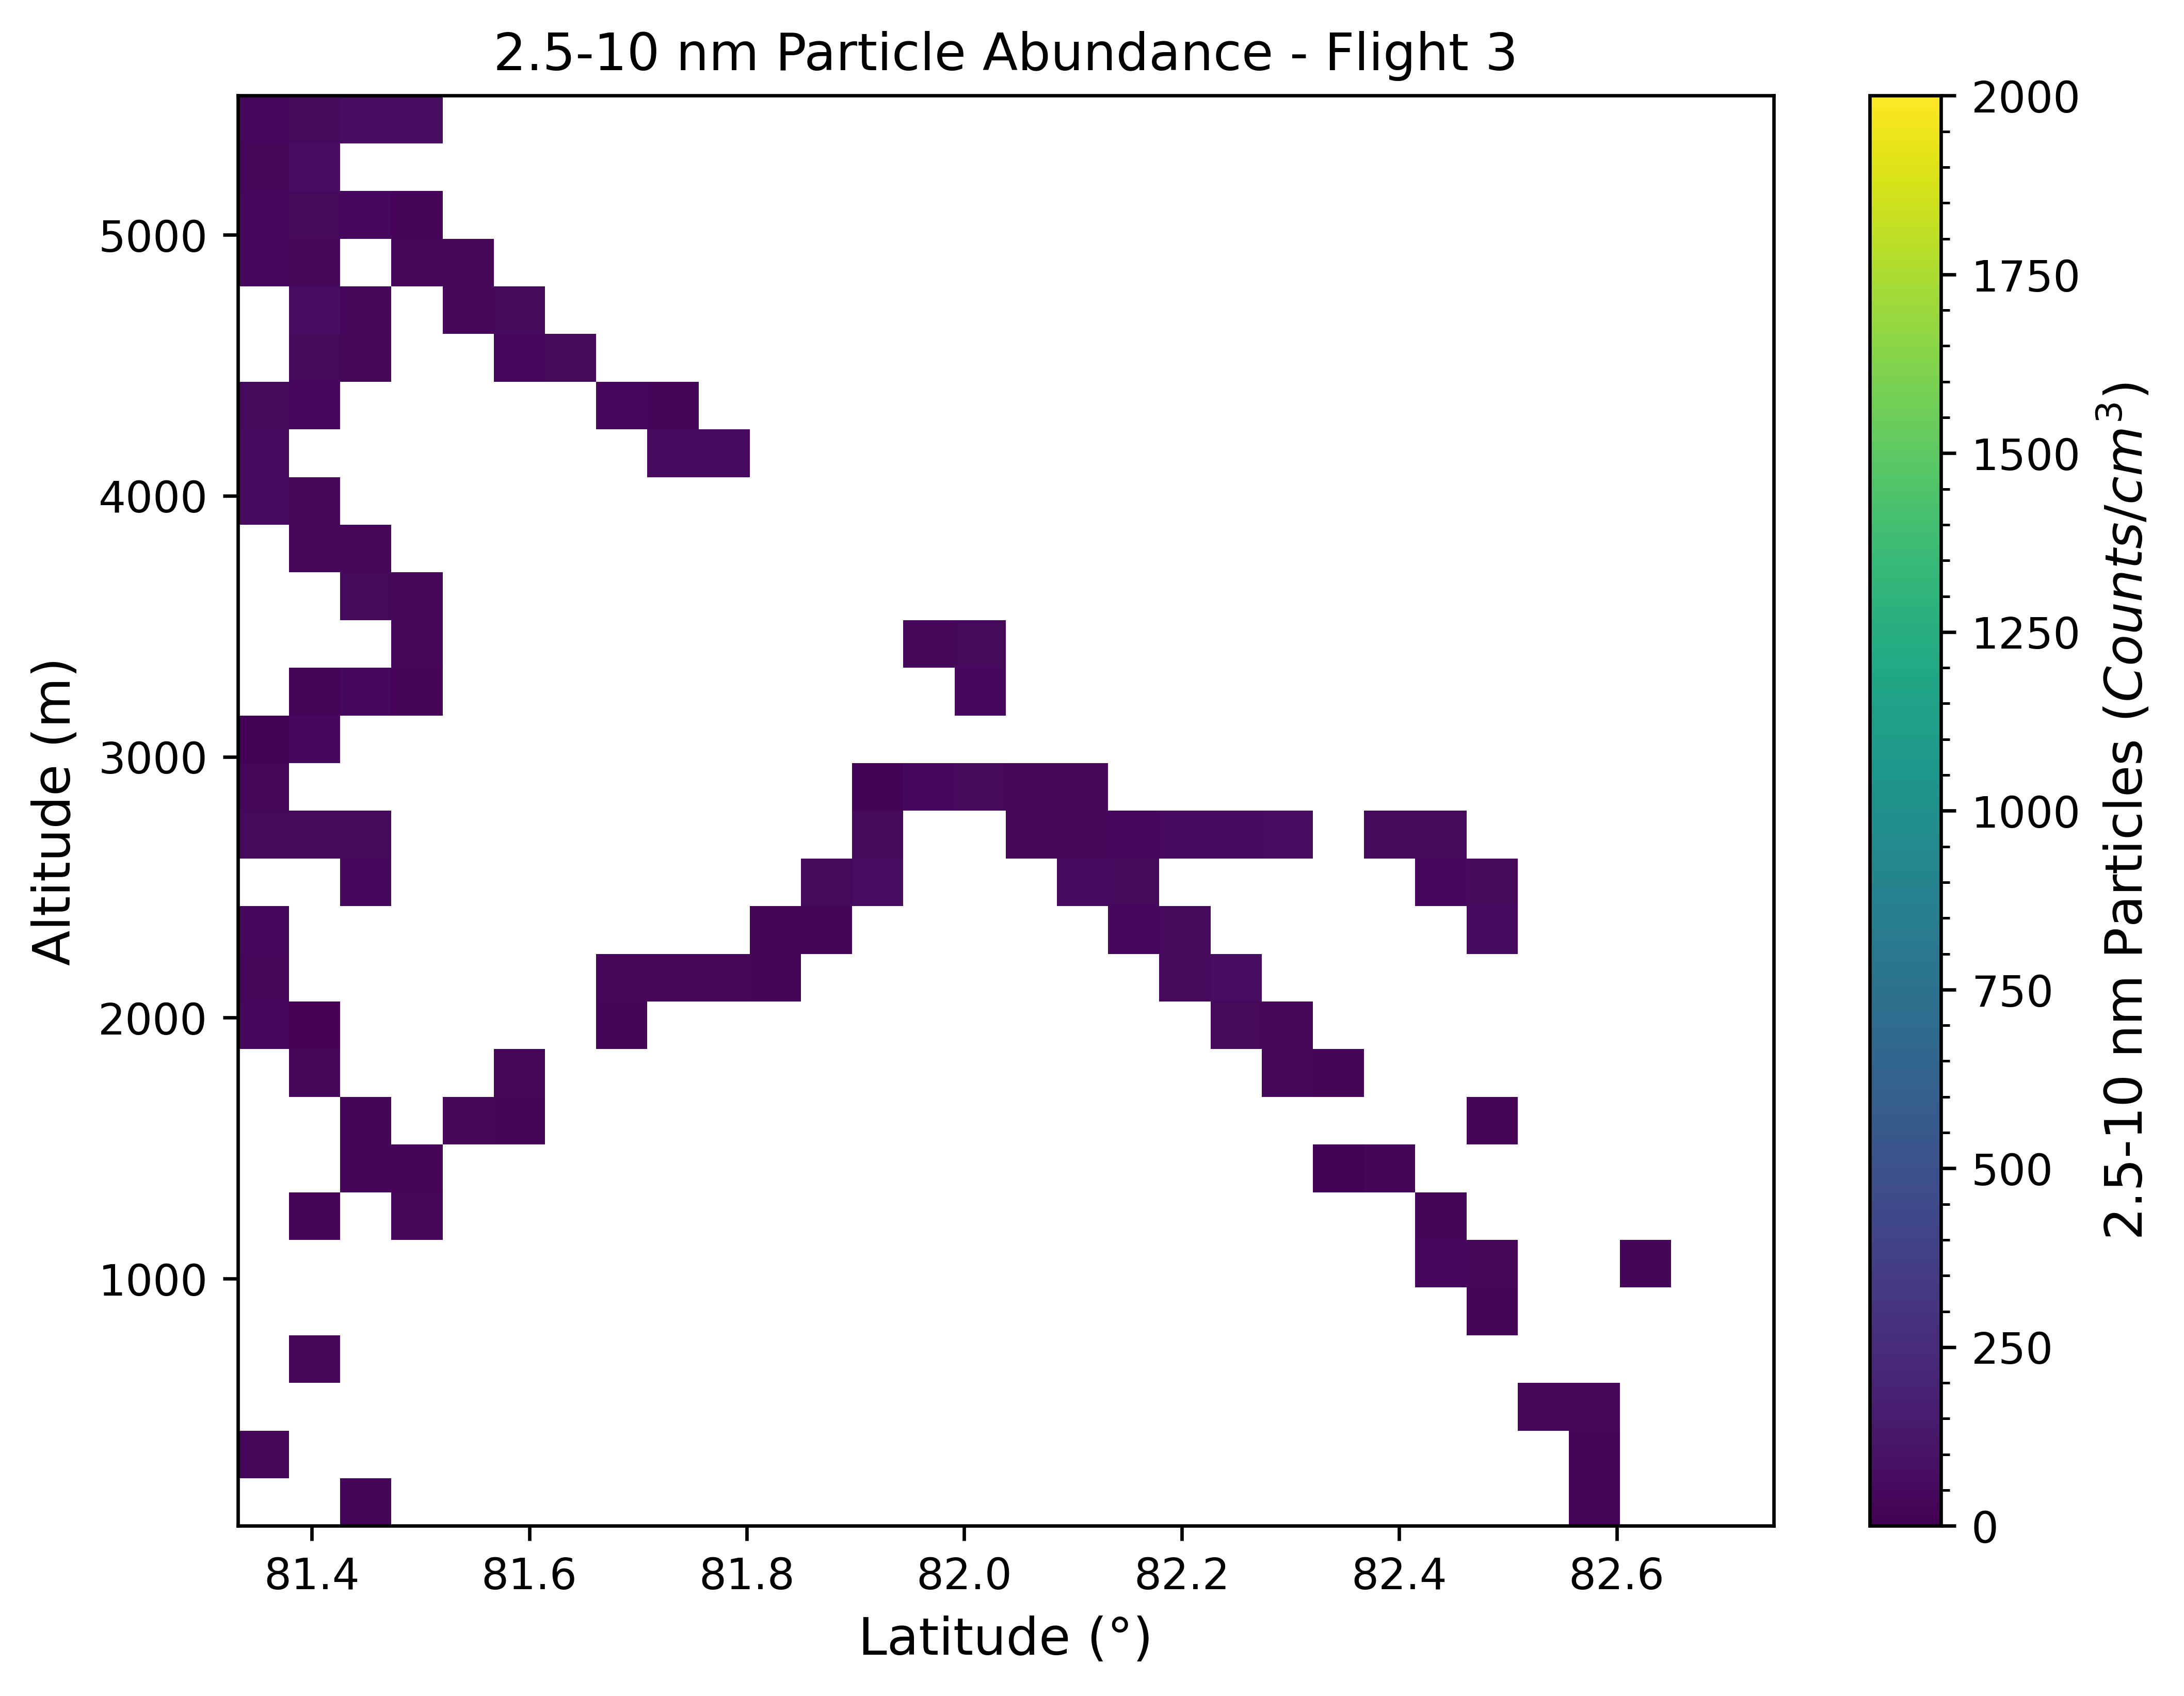 2.5-10 nm Particle Abundance - Flight 3
Altitude (m)
5000
4000
3000
2000
1000
81.4 81.6 81.8 82.0 82.2 82.4 82.6
Latitude (°)
2000
1750
1500
1250
1000
750
500
250
0
2.5-10 nm Particles (Counts/cm³)